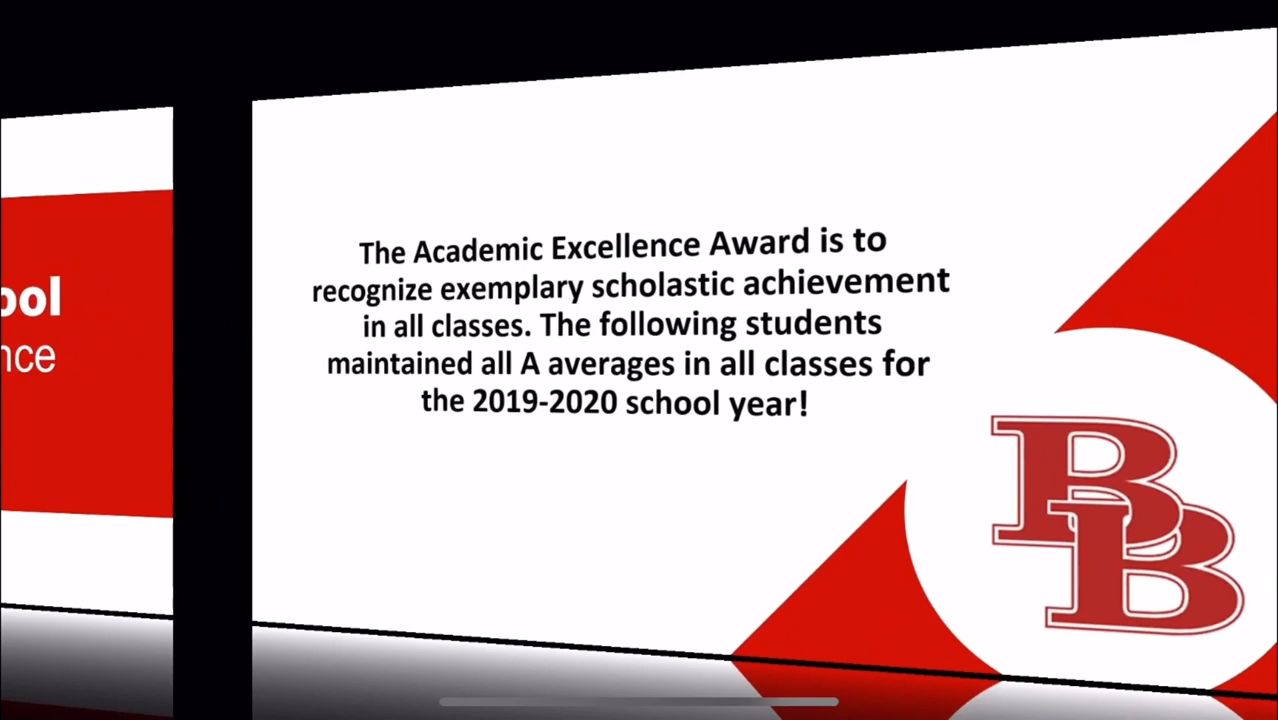 ool
nce
The Academic Excellence Award is to
recognize exemplary scholastic achievement
in all classes. The following students
maintained all A averages in all classes for
the 2019-2020 school year!
BB